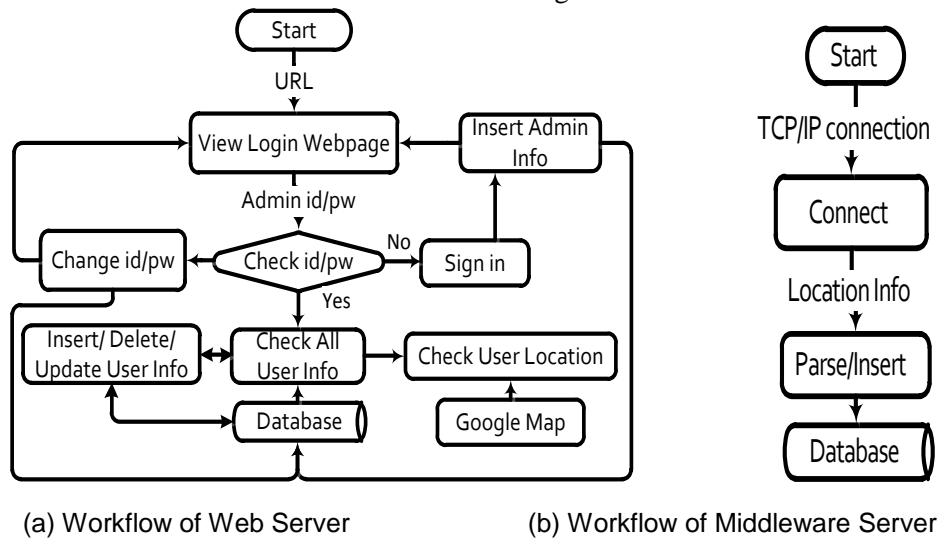 Start
URL
View Login Webpage
Insert Admin
Info
Admin id/pw
Change id/pw
Check id/pw
No
Sign in
Yes
Insert/ Delete/
Update User Info
Check All
User Info
Check User Location
Database
Google Map
(a) Workflow of Web Server
Start
TCP/IP connection
Connect
Location Info
Parse/Insert
Database
(b) Workflow of Middleware Server